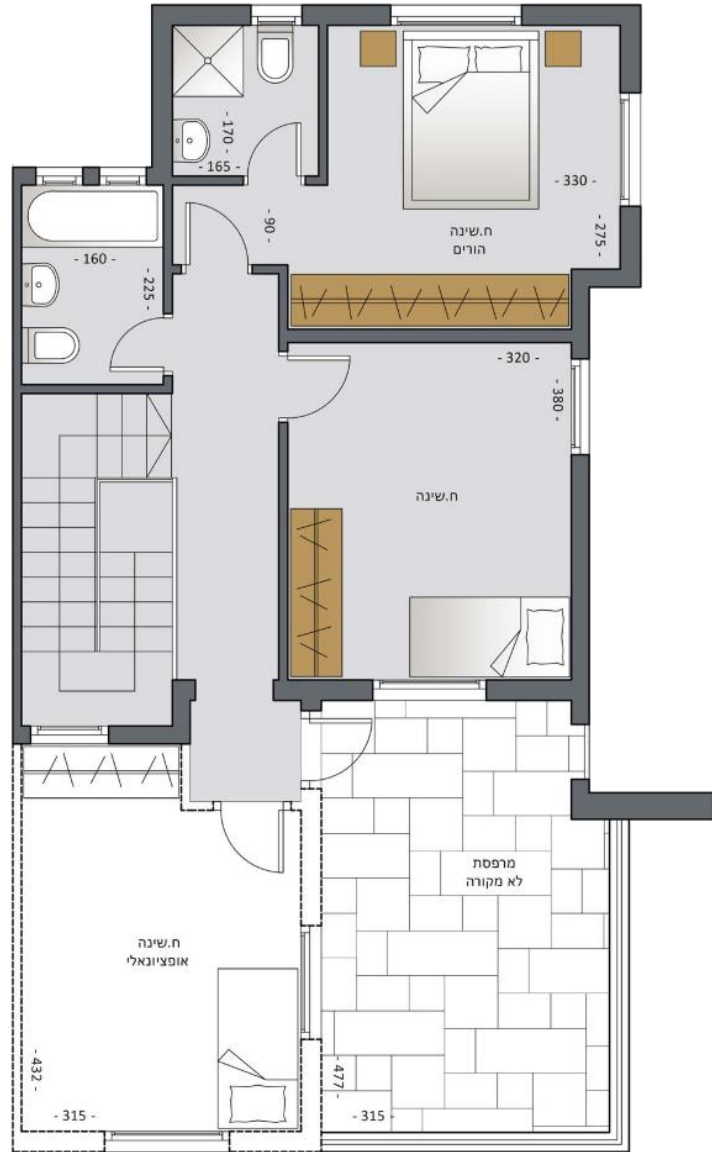 - 170 -
- 165 -
- 330 -
- 90 -
- 275 -
ח.שינה
הורים
- 160 -
- 225 -
- 320 -
- 380 -
ח.שינה
מרפסת
לא מקורה
ח.שינה
אופציונאלי
- 432 -
- 477 -
- 315 -
- 315 -